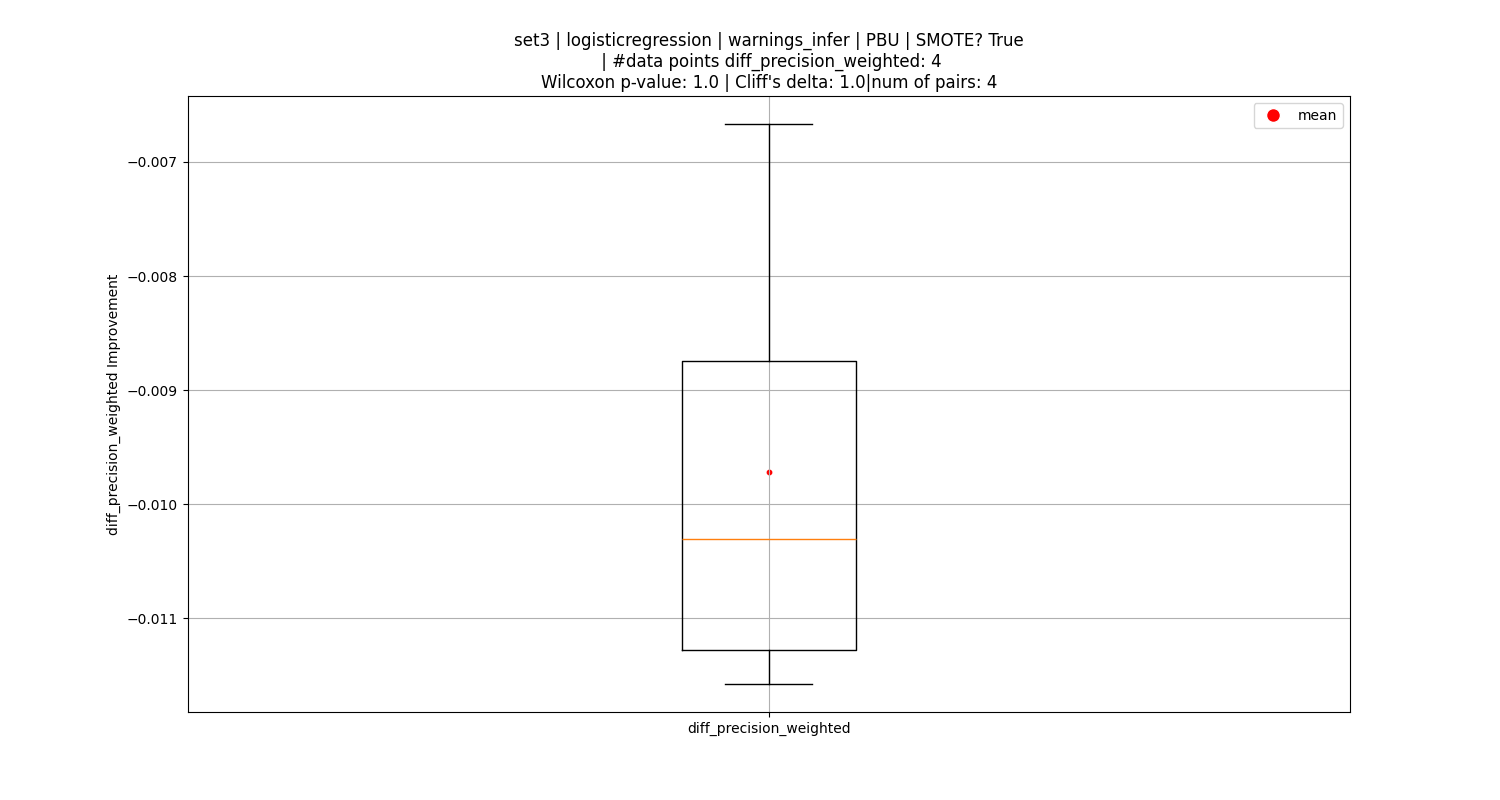 set3 | logisticregression | warnings_infer | PBU | SMOTE? True
| #data points diff_precision_weighted: 4
Wilcoxon p-value: 1.0 | Cliff's delta: 1.0|num of pairs: 4
mean
−0.007
−0.008
−0.009
−0.010
−0.011
diff_precision_weighted Improvement
diff_precision_weighted